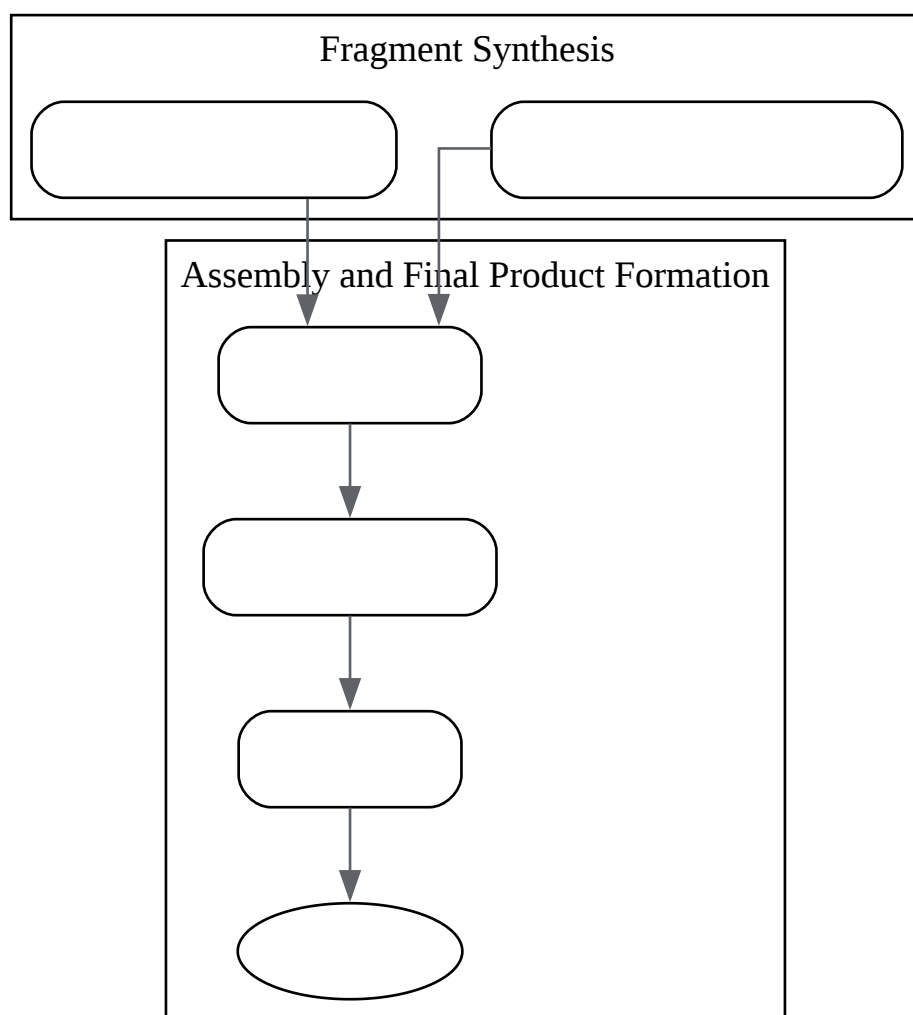 Fragment Synthesis
Assembly and Final Product Formation